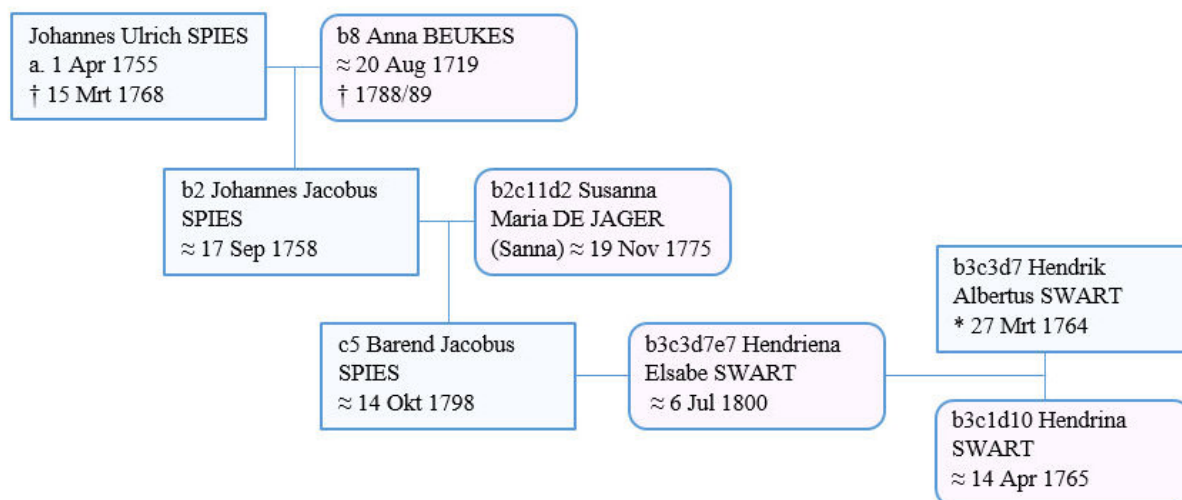 Johannes Ulrich SPIES
a. 1 Apr 1755
† 15 Mrt 1768
b8 Anna BEUKES
≈ 20 Aug 1719
† 1788/89
b2 Johannes Jacobus
SPIES
≈ 17 Sep 1758
b2c11d2 Susanna
Maria DE JAGER
(Sanna) ≈ 19 Nov 1775
b3c3d7 Hendrik
Albertus SWART
* 27 Mrt 1764
c5 Barend Jacobus
SPIES
≈ 14 Okt 1798
b3c3d7e7 Hendriena
Elsabe SWART
≈ 6 Jul 1800
b3c1d10 Hendrina
SWART
≈ 14 Apr 1765